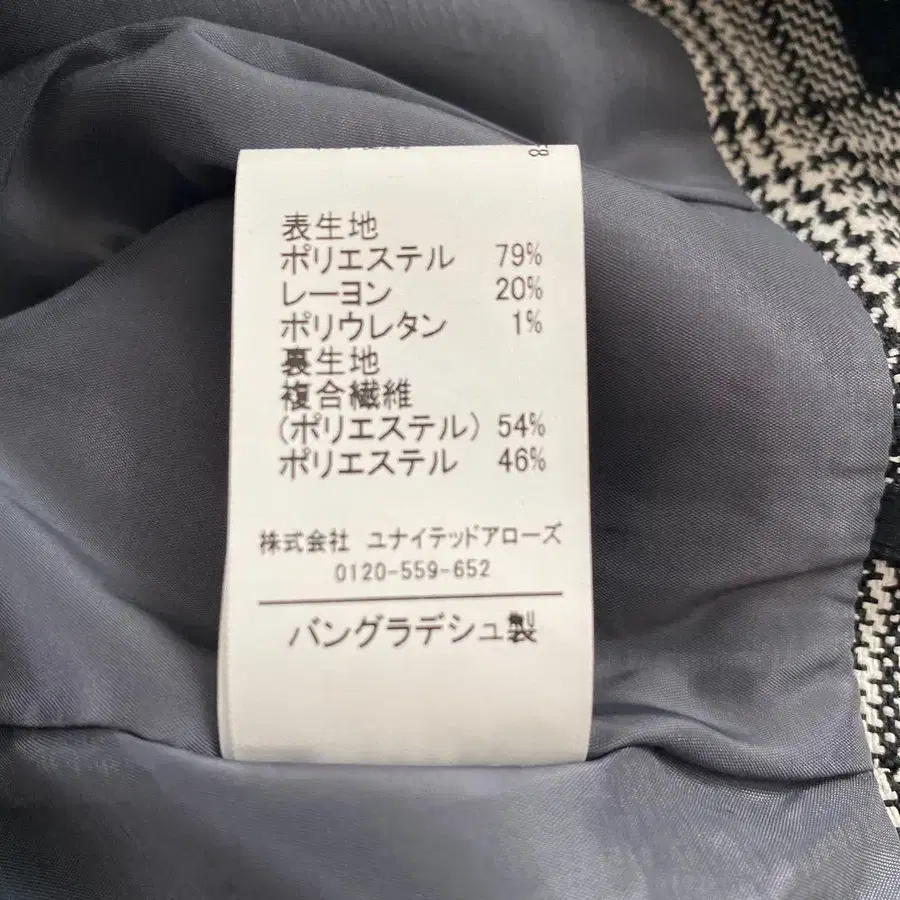 表生地
ポリエステル 79%
レーヨン 20%
ポリウレタン 1%
裏生地
複合繊維
(ポリエステル) 54%
ポリエステル 46%
株式会社 ユナイテッドアローズ
0120-559-652
バングラデシュ製